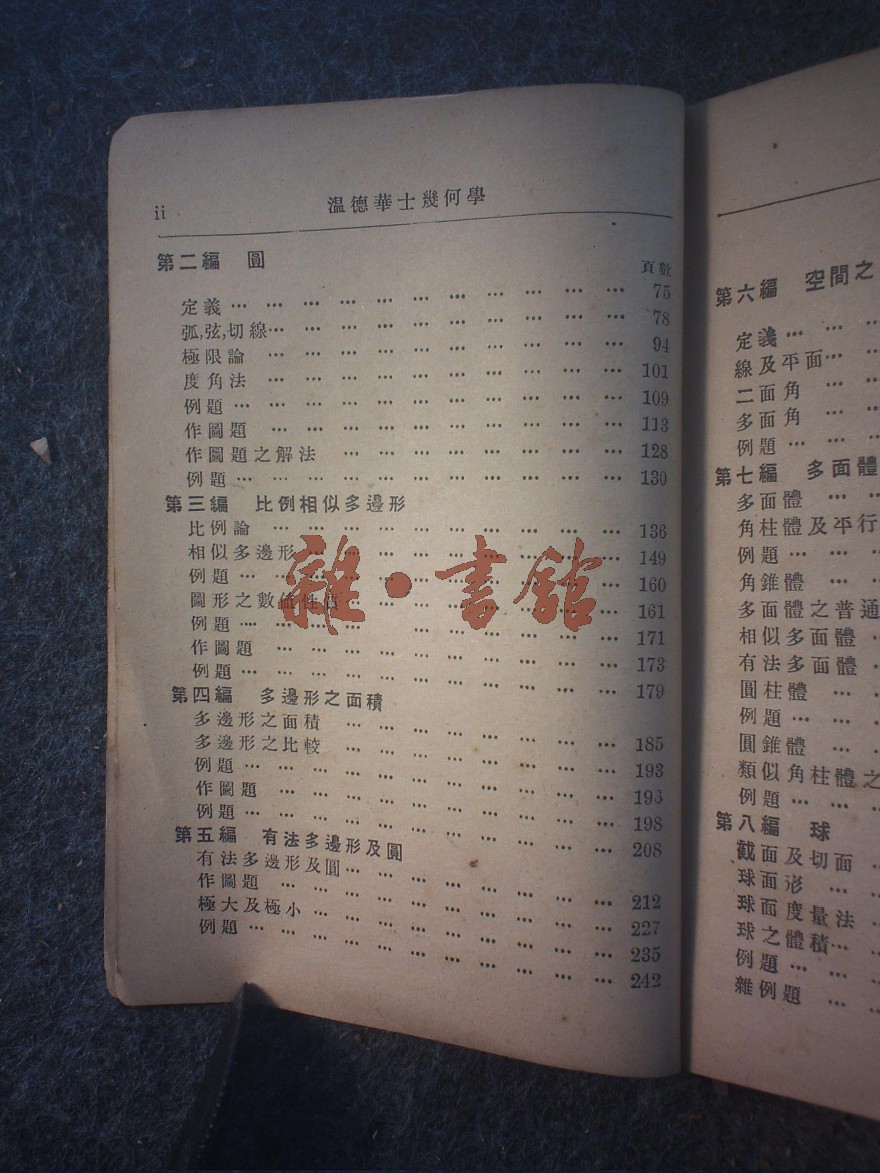 ii 溫德華士幾何學
第二編 圓
頁數
定義 … … … … … … … … … … … 75
弧,弦,切線… … … … … … … … … … 78
極限論 … … … … … … … … … … 94
度角法 … … … … … … … … … … 101
例題 … … … … … … … … … … … 109
作圖題 … … … … … … … … … … 113
作圖題之解法 … … … … … … … … 128
例題 … … … … … … … … … … … 130
第三編 比例相似多邊形
比例論 … … … … … … … … … … 136
相似多邊形 … … … … … … … … … 149
例題 … … … … … … … … … … … 160
圖形之數值性質 … … … … … … … … 161
例題 … … … … … … … … … … … 171
作圖題 … … … … … … … … … … 173
例題 … … … … … … … … … … … 179
第四編 多邊形之面積
多邊形之面積 … … … … … … … … 185
多邊形之比較 … … … … … … … … 193
例題 … … … … … … … … … … … 196
作圖題 … … … … … … … … … … 198
例題 … … … … … … … … … … … 208
第五編 有法多邊形及圓
有法多邊形及圓 … … … … … … … … 212
作圖題 … … … … … … … … … … 227
極大及極小 … … … … … … … … … 235
例題 … … … … … … … … … … … 242
雜·書館
第六編 空間之
定義 … … …
線及平面 … …
二面角 … …
多面角 … …
例題 … … …
第七編 多面體
多面體 … …
角柱體及平行
例題 … … …
角錐體 … …
多面體之普通
相似多面體 …
有法多面體 …
圓柱體 … …
例題 … … …
圓錐體 … …
類似角柱體之
例題 … … …
第八編 球
截面及切面 …
球面形 … …
球面度量法 …
球之體積 … …
例題 … … …
雜例題 … …